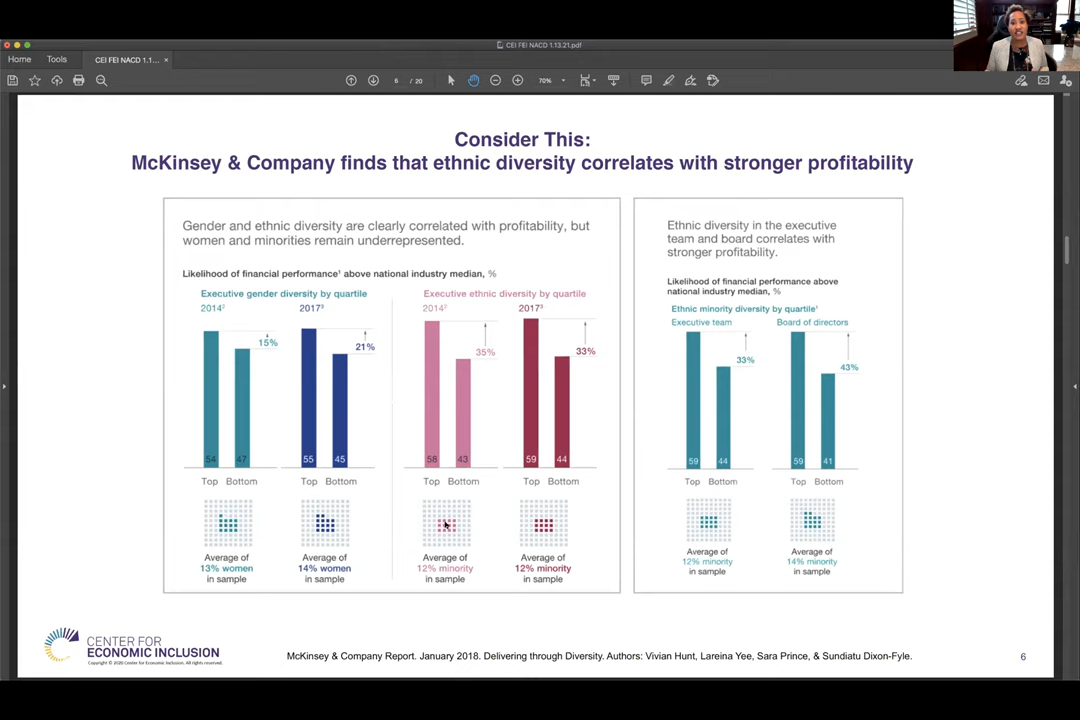 CEI FEI NACD 1.13.21.pdf
Home Tools CEI FEI NACD 1.1... ×
6 / 20 70%
Consider This:
McKinsey & Company finds that ethnic diversity correlates with stronger profitability
Gender and ethnic diversity are clearly correlated with profitability, but
women and minorities remain underrepresented.
Likelihood of financial performance¹ above national industry median, %
Executive gender diversity by quartile
2014² 2017³
15% 21%
54 47 55 45
Top Bottom Top Bottom
Average of
13% women
in sample
Average of
14% women
in sample
Executive ethnic diversity by quartile
2014² 2017³
35% 33%
58 43 59 44
Top Bottom Top Bottom
Average of
12% minority
in sample
Average of
12% minority
in sample
Ethnic diversity in the executive
team and board correlates with
stronger profitability.
Likelihood of financial performance above
national industry median, %
Ethnic minority diversity by quartile¹
Executive team Board of directors
33% 43%
59 44 59 41
Top Bottom Top Bottom
Average of
12% minority
in sample
Average of
14% minority
in sample
CENTER FOR
ECONOMIC INCLUSION
Copyright © 2020 Center for Economic Inclusion. All rights reserved.
McKinsey & Company Report. January 2018. Delivering through Diversity. Authors: Vivian Hunt, Lareina Yee, Sara Prince, & Sundiatu Dixon-Fyle.
6